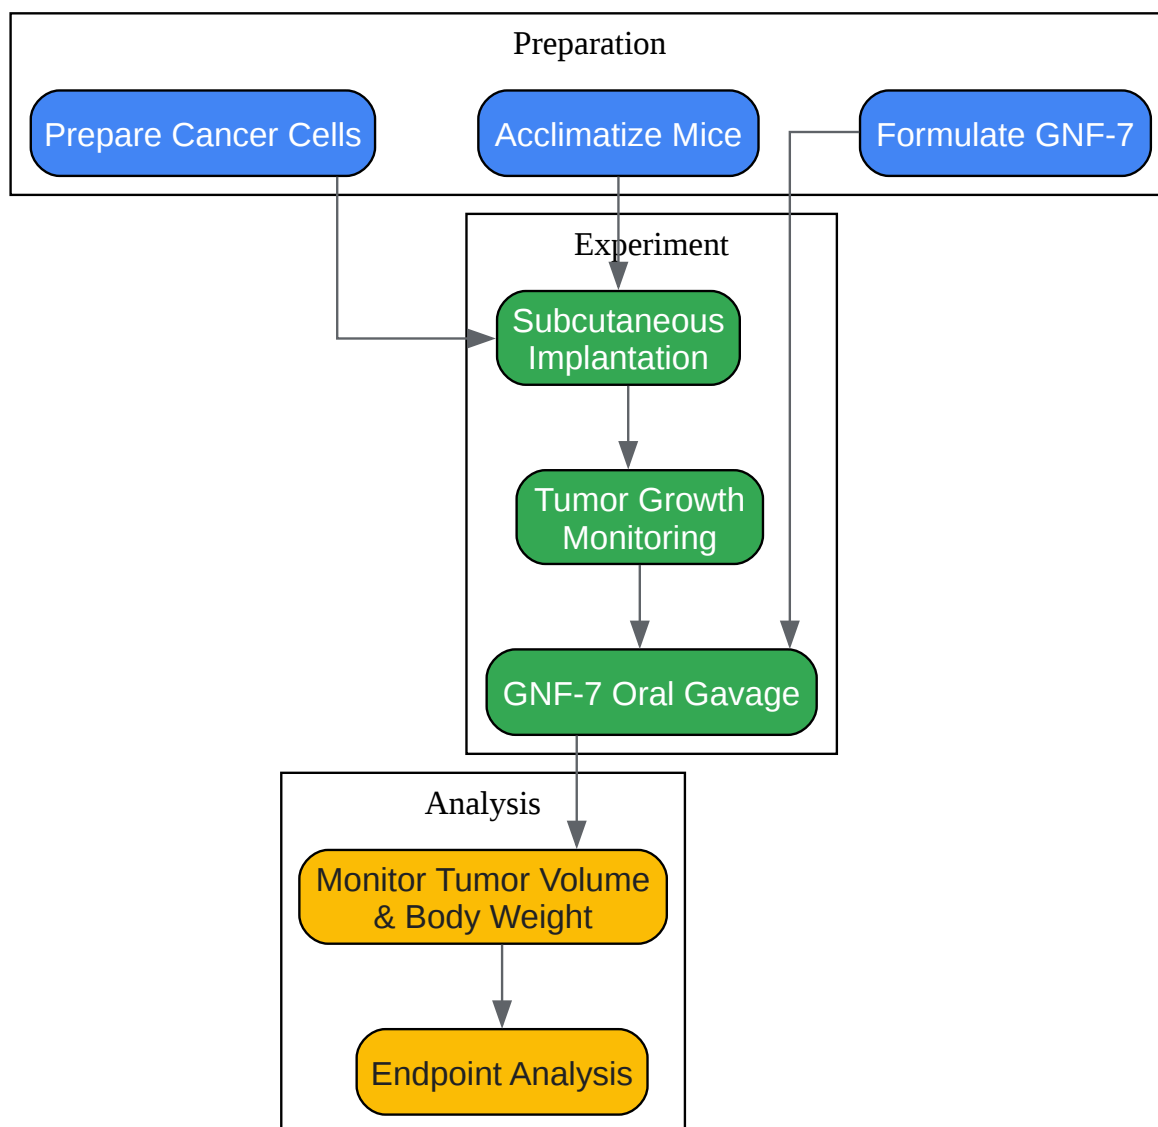 Preparation
Prepare Cancer Cells
Acclimatize Mice
Formulate GNF-7
Experiment
Subcutaneous
Implantation
Tumor Growth
Monitoring
GNF-7 Oral Gavage
Analysis
Monitor Tumor Volume
& Body Weight
Endpoint Analysis